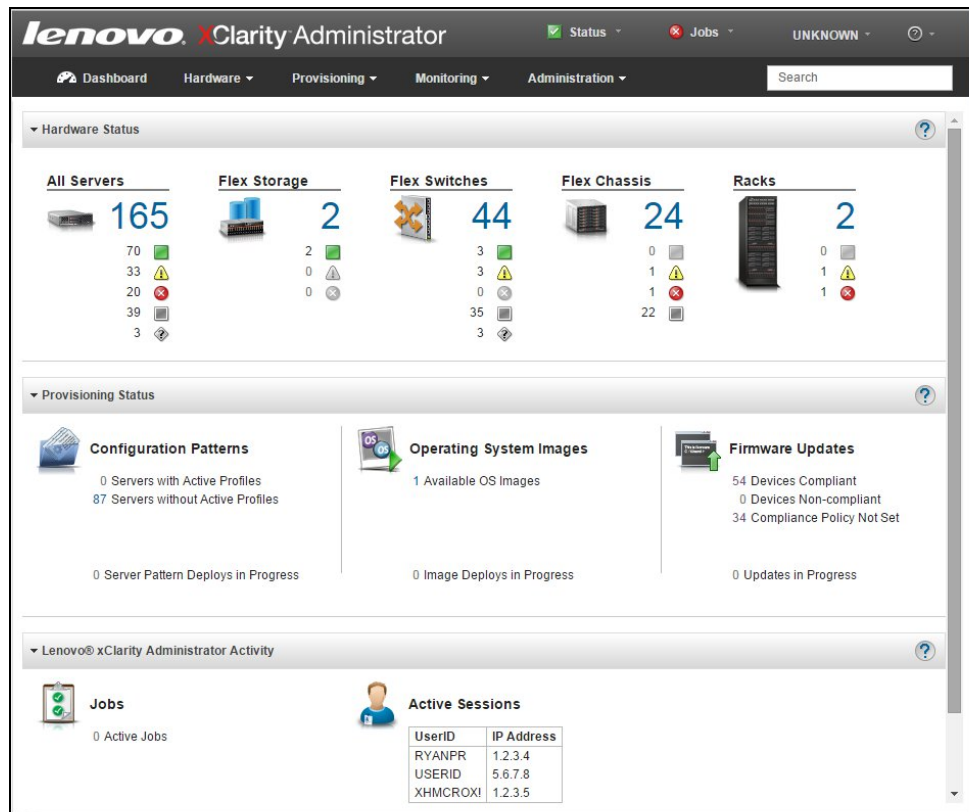 lenovo. XClarity Administrator
Status
Jobs
UNKNOWN
Dashboard
Hardware
Provisioning
Monitoring
Administration
Search
Hardware Status
All Servers
165
70
33
20
39
3
Flex Storage
2
2
0
0
Flex Switches
44
3
3
0
35
3
Flex Chassis
24
0
1
1
22
Racks
2
0
1
1
Provisioning Status
Configuration Patterns
0 Servers with Active Profiles
87 Servers without Active Profiles
0 Server Pattern Deploys in Progress
OS
OS
Operating System Images
1 Available OS Images
0 Image Deploys in Progress
Firmware Updates
54 Devices Compliant
0 Devices Non-compliant
34 Compliance Policy Not Set
0 Updates in Progress
Lenovo® xClarity Administrator Activity
Jobs
0 Active Jobs
Active Sessions
UserID IP Address
RYANPR 1.2.3.4
USERID 5.6.7.8
XHMCROX! 1.2.3.5